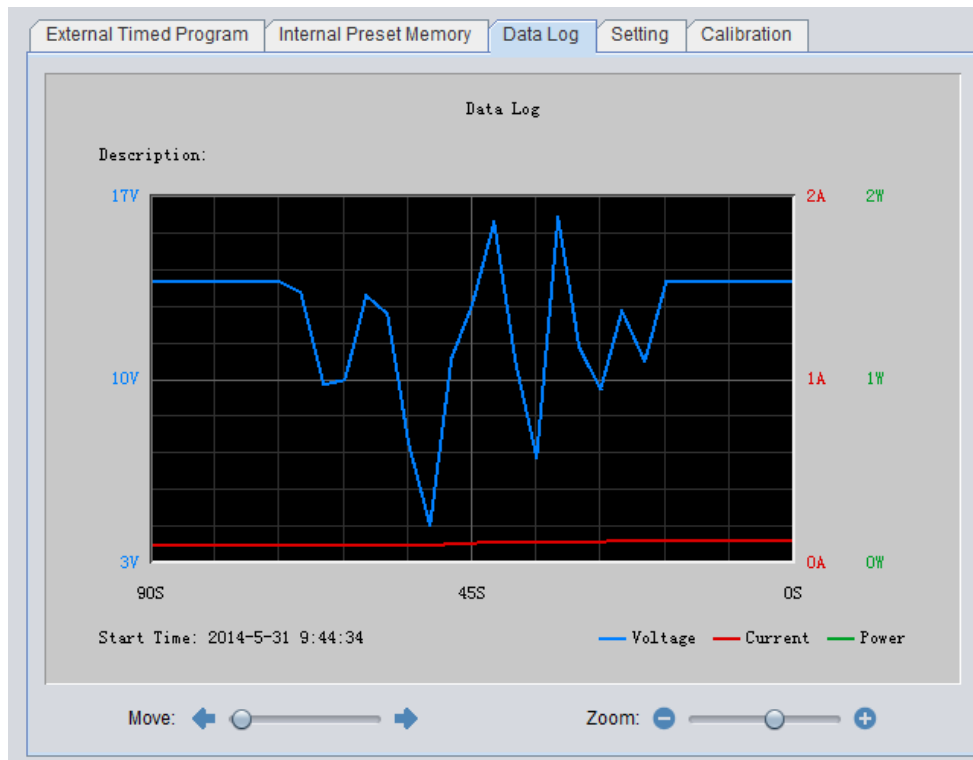 External Timed Program Internal Preset Memory Data Log Setting Calibration
Data Log
Description:
17V 2A 2W
10V 1A 1W
3V 0A 0W
90S 45S 0S
Start Time: 2014-5-31 9:44:34 Voltage Current Power
Move: Zoom: